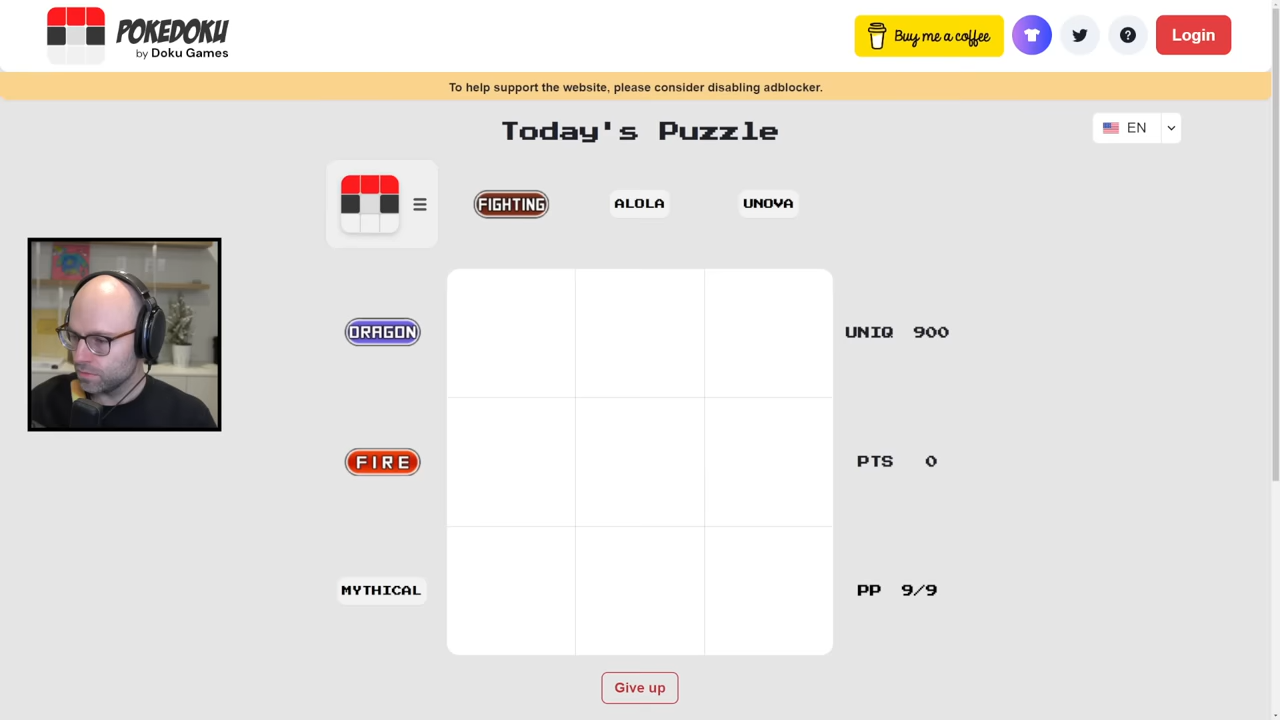 POKEDOKU
by Doku Games
Buy me a coffee
Login
To help support the website, please consider disabling adblocker.
Today's Puzzle
EN
FIGHTING
ALOLA
UNOVA
DRAGON
UNIQ 900
FIRE
PTS 0
MYTHICAL
PP 9/9
Give up